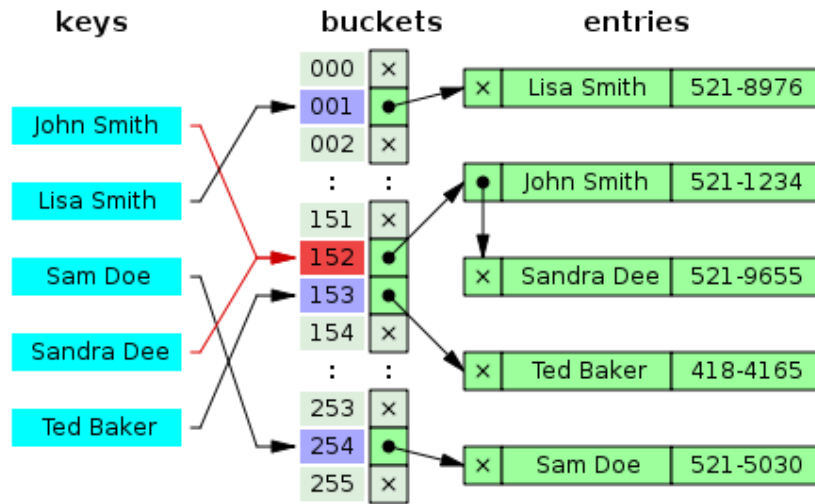 keys
buckets
entries
John Smith
Lisa Smith
Sam Doe
Sandra Dee
Ted Baker
000 ×
001
002 ×
: :
151 ×
152
153
154 ×
: :
253 ×
254
255 ×
× Lisa Smith 521-8976
John Smith 521-1234
× Sandra Dee 521-9655
× Ted Baker 418-4165
× Sam Doe 521-5030